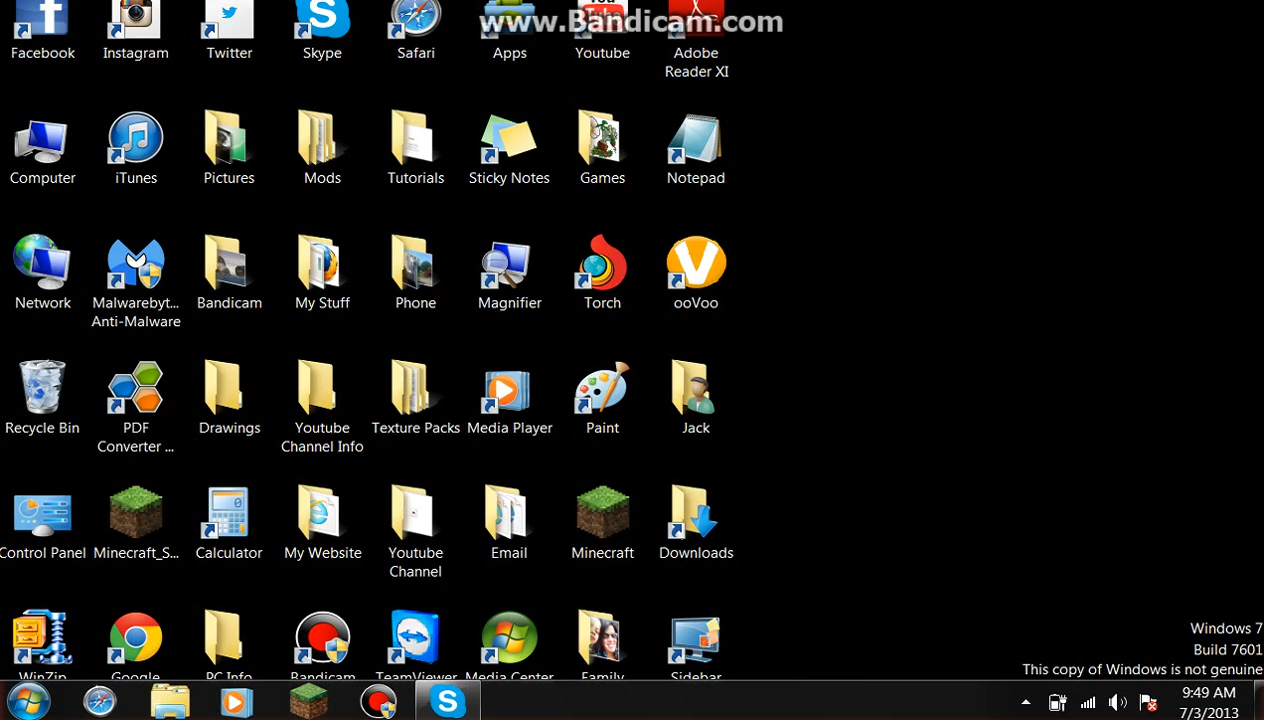 www.Bandicam.com
Facebook
Instagram
Twitter
Skype
Safari
Apps
You
Tube
Youtube
Adobe
Reader XI
Computer
iTunes
Pictures
Mods
Tutorials
Sticky Notes
Games
Notepad
Network
Malwarebyt...
Anti-Malware
Bandicam
My Stuff
Phone
Magnifier
Torch
ooVoo
Recycle Bin
PDF
Converter ...
Drawings
Youtube
Channel Info
Texture Packs
Media Player
Paint
Jack
Control Panel
Minecraft_S...
Calculator
My Website
Youtube
Channel
Email
Minecraft
Downloads
WinZip
Google
PC Info
Bandicam
TeamViewer
Media Center
Family
Sidebar
Windows 7
Build 7601
This copy of Windows is not genuine
9:49 AM
7/3/2013